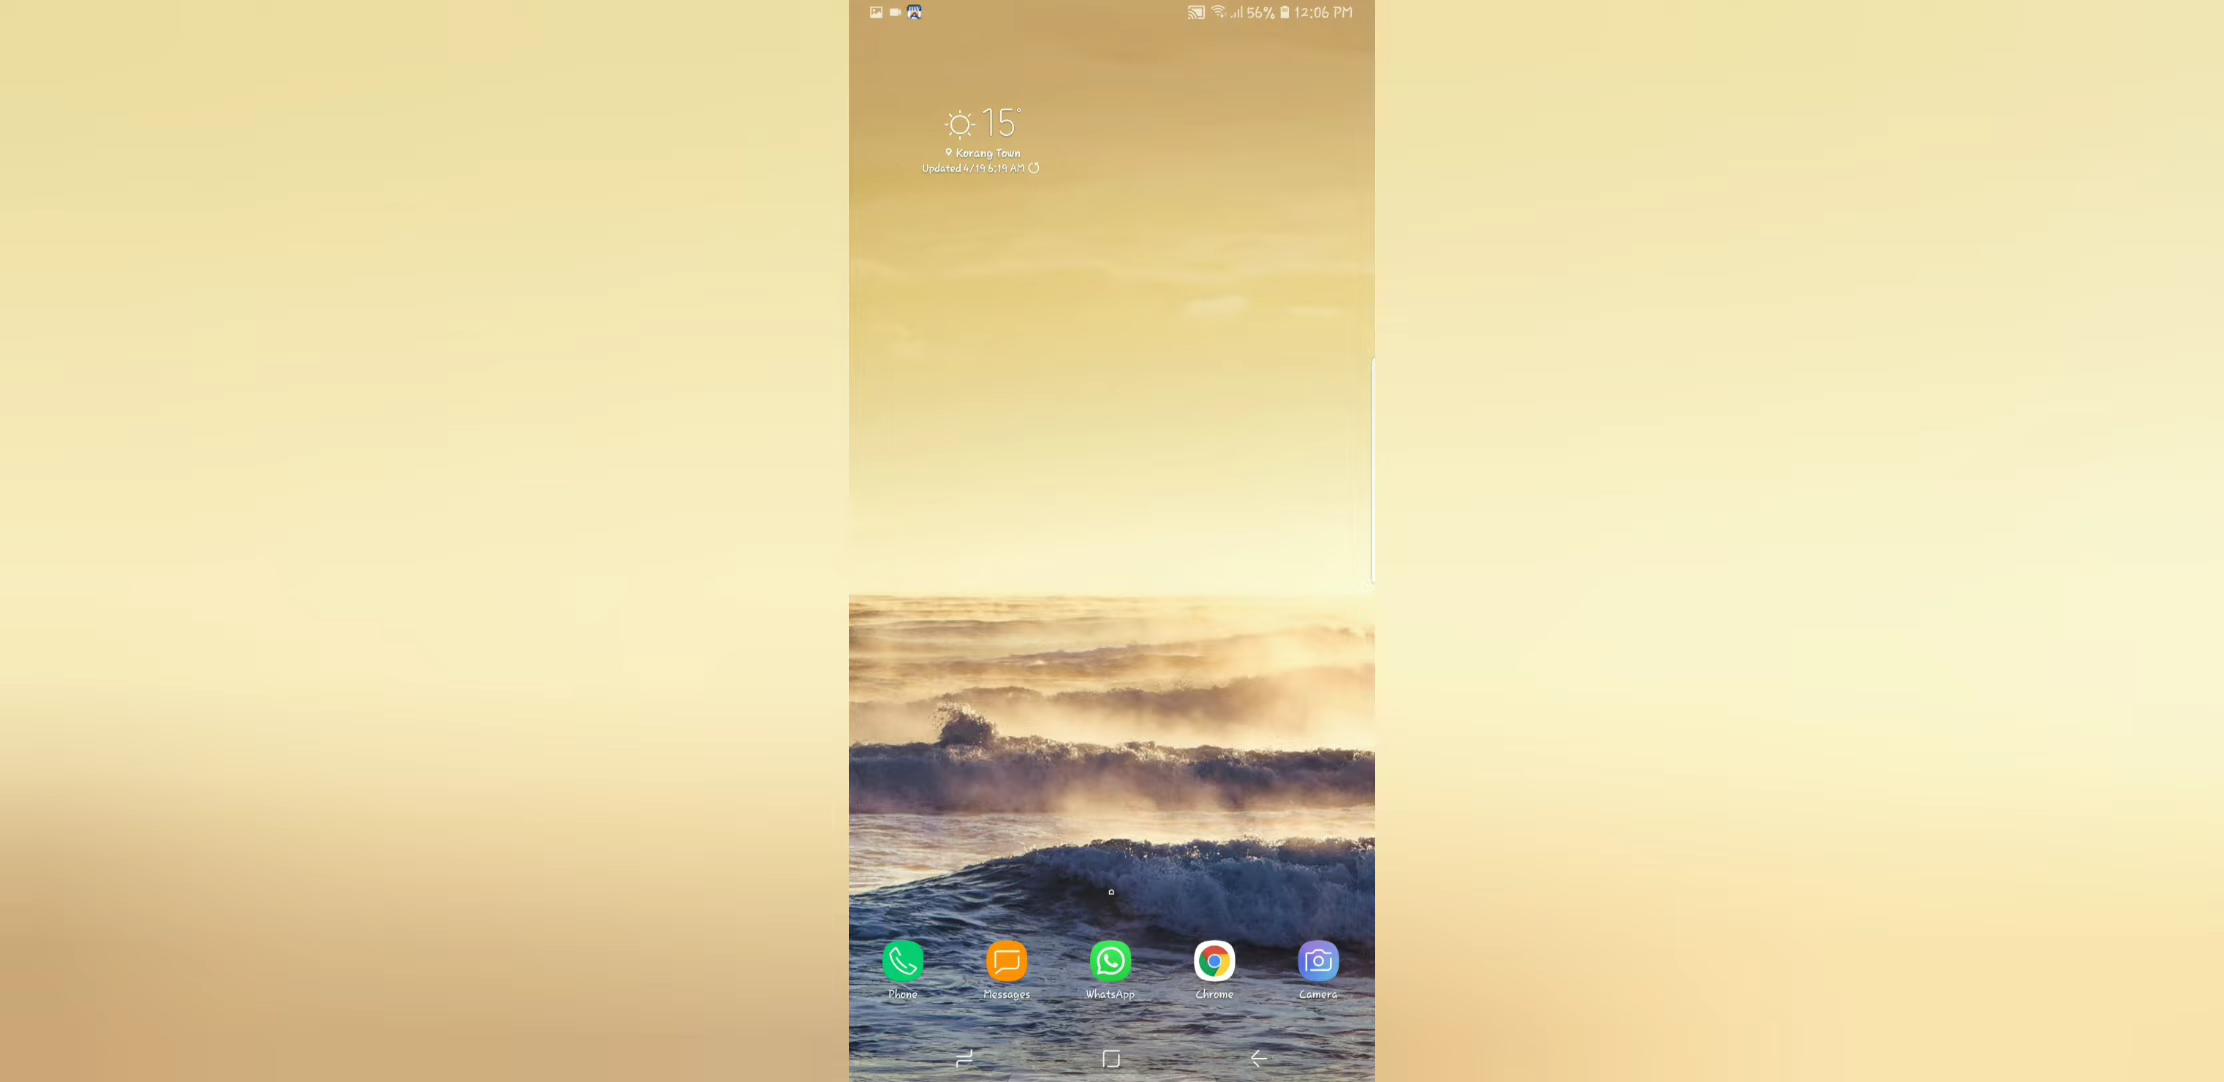 56% 12:06 PM
15°
Korang Town
Updated 4/19 6:19 AM
Phone
Messages
WhatsApp
Chrome
Camera